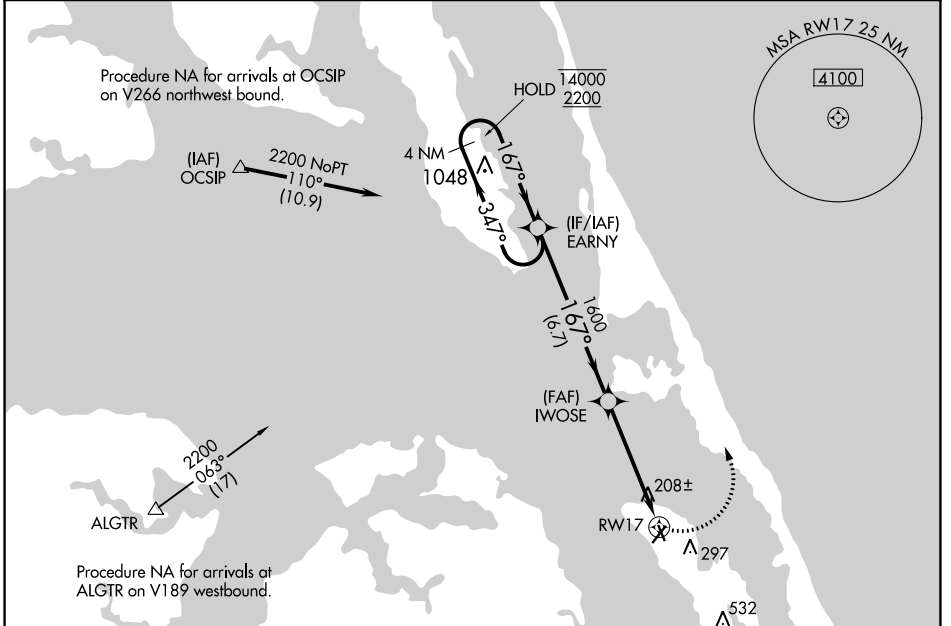 MSA RW17 25 NM
4100
Procedure NA for arrivals at OCSIP
on V266 northwest bound.
HOLD
14000
2200
(IAF)
OCSIP
2200 NoPT
110°
(10.9)
4 NM
1048
167°
347°
(IF/IAF)
EARNY
1600
167°
(6.7)
(FAF)
IWOSE
2200
063°
(17)
ALGTR
208±
RW17
297
Procedure NA for arrivals at
ALGTR on V189 westbound.
532